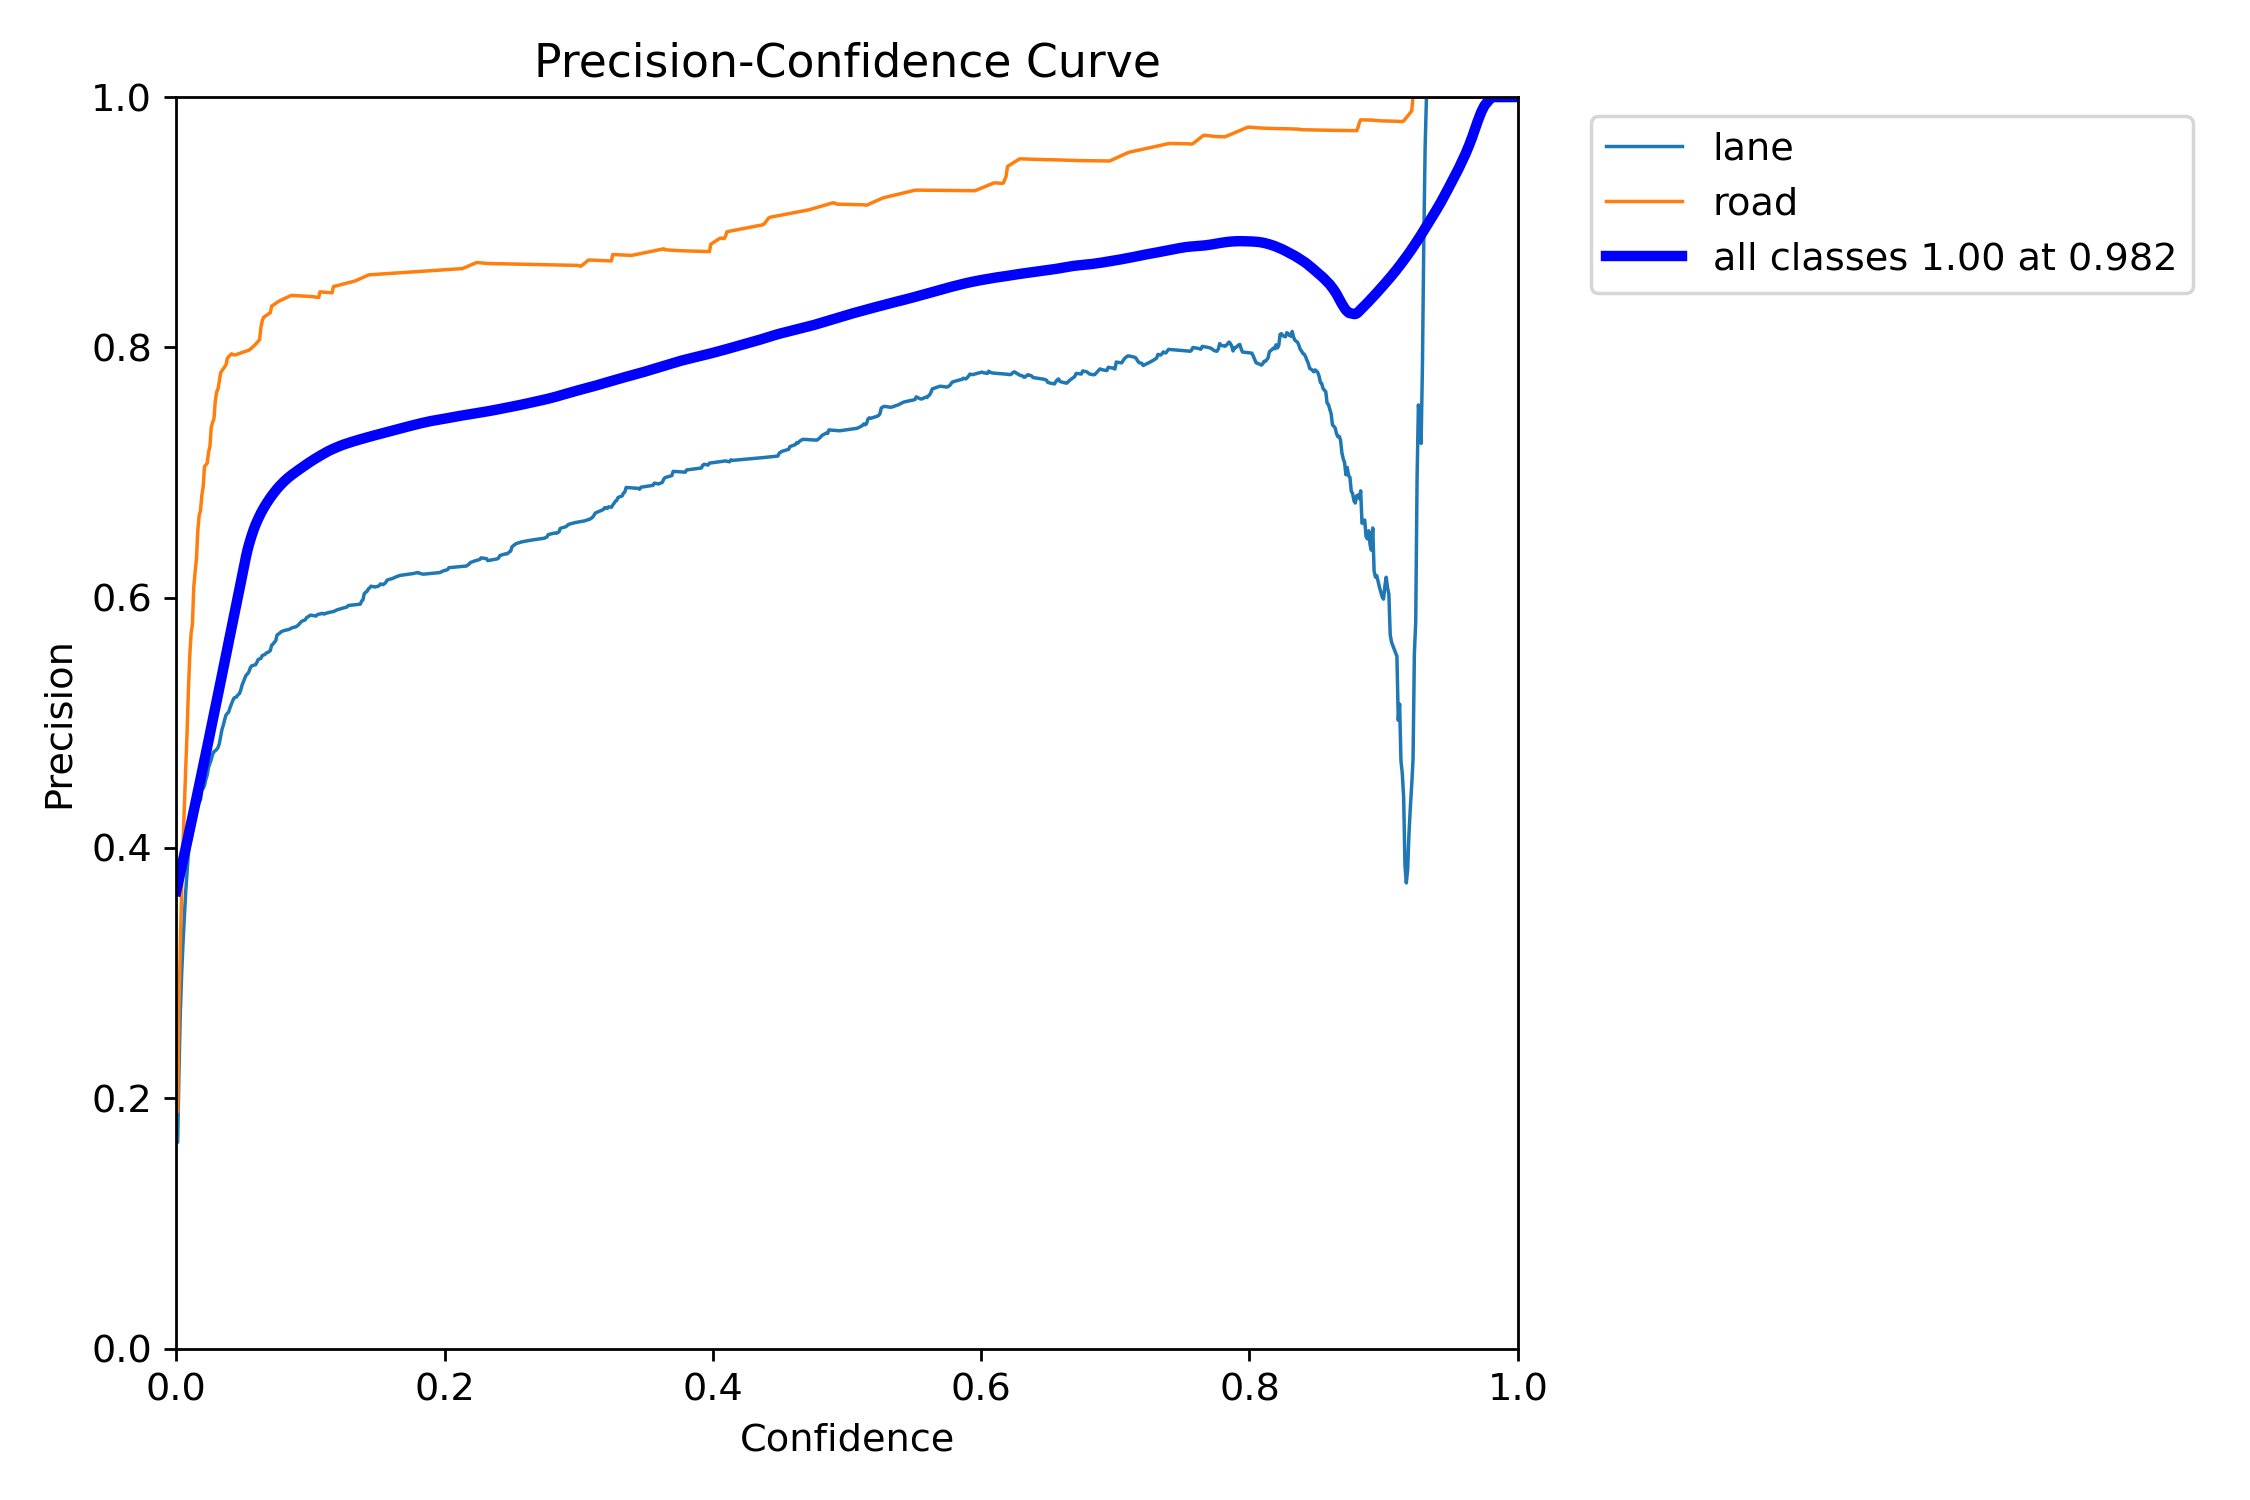 Precision-Confidence Curve
1.0
0.8
0.6
0.4
0.2
0.0
Precision
0.0 0.2 0.4 0.6 0.8 1.0
Confidence
lane
road
all classes 1.00 at 0.982